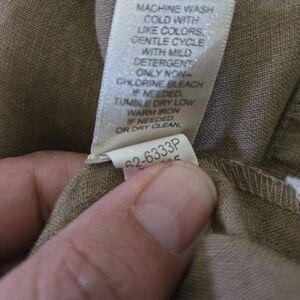 MACHINE WASH
COLD WITH
LIKE COLORS,
GENTLE CYCLE
WITH MILD
DETERGENT.
ONLY NON-
CHLORINE BLEACH
IF NEEDED.
TUMBLE DRY LOW.
WARM IRON
IF NEEDED,
OR DRY CLEAN.
62-6333P